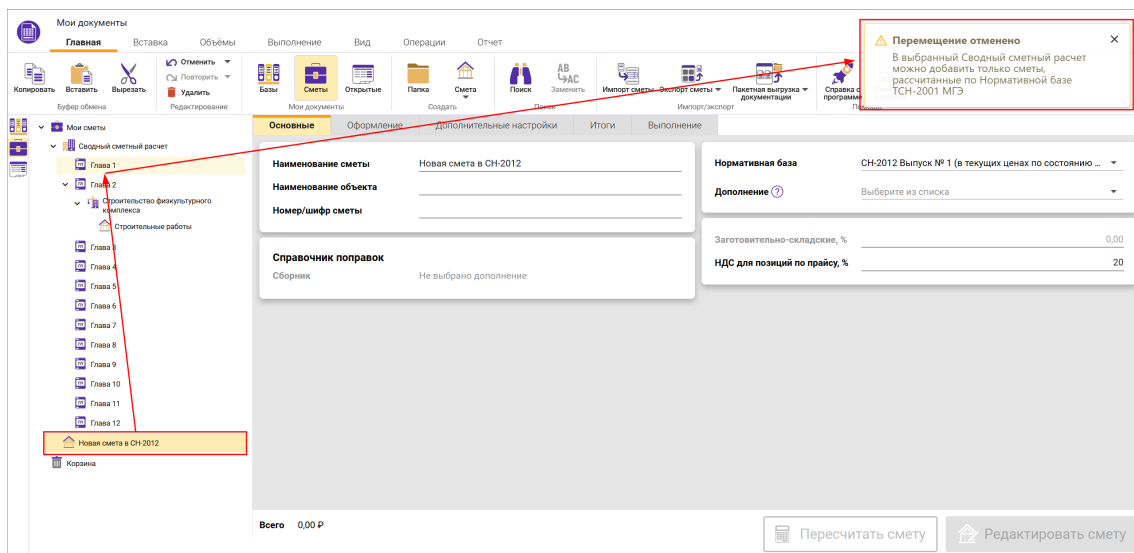 Мои документы
Главная Вставка Объёмы Выполнение Вид Операции Отчет
Копировать Вставить Вырезать
Отменить
Повторить
Удалить
Базы Сметы Открытые
Папка Смета
Поиск
AB
AC
Заменить
Импорт сметы Экспорт сметы Пакетная выгрузка
документации
Справка о
программе
Буфер обмена Редактирование Мои документы Создать Поиск Импорт/экспорт
Перемещение отменено
В выбранный Сводный сметный расчет
можно добавить только сметы,
рассчитанные по Нормативной базе
ТСН-2001 МГЭ
Мои сметы
Сводный сметный расчет
Глава 1
Глава 2
Строительство физкультурного
комплекса
Строительные работы
Глава 3
Глава 4
Глава 5
Глава 6
Глава 7
Глава 8
Глава 9
Глава 10
Глава 11
Глава 12
Новая смета в СН-2012
Корзина
Основные Оформление Дополнительные настройки Итоги Выполнение
Наименование сметы Новая смета в СН-2012
Наименование объекта
Номер/шифр сметы
Справочник поправок
Сборник Не выбрано дополнение
Нормативная база СН-2012 Выпуск № 1 (в текущих ценах по состоянию ...
Дополнение ? Выберите из списка
Заготовительно-складские, % 0,00
НДС для позиций по прайсу, % 20
Всего 0,00 ₽
Пересчитать смету
Редактировать смету